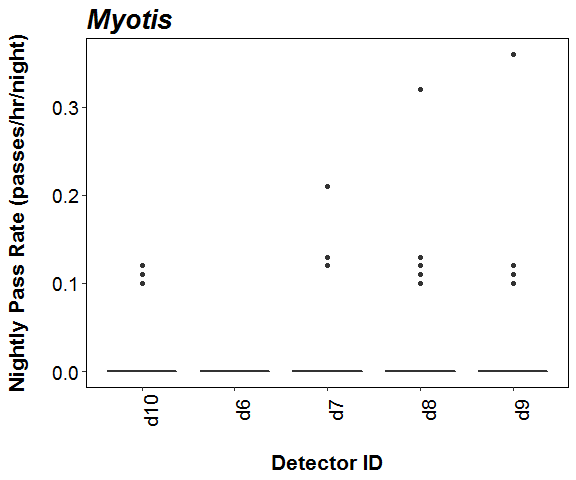 Myotis
Nightly Pass Rate (passes/hr/night)
0.3
0.2
0.1
0.0
d10
d6
d7
d8
d9
Detector ID